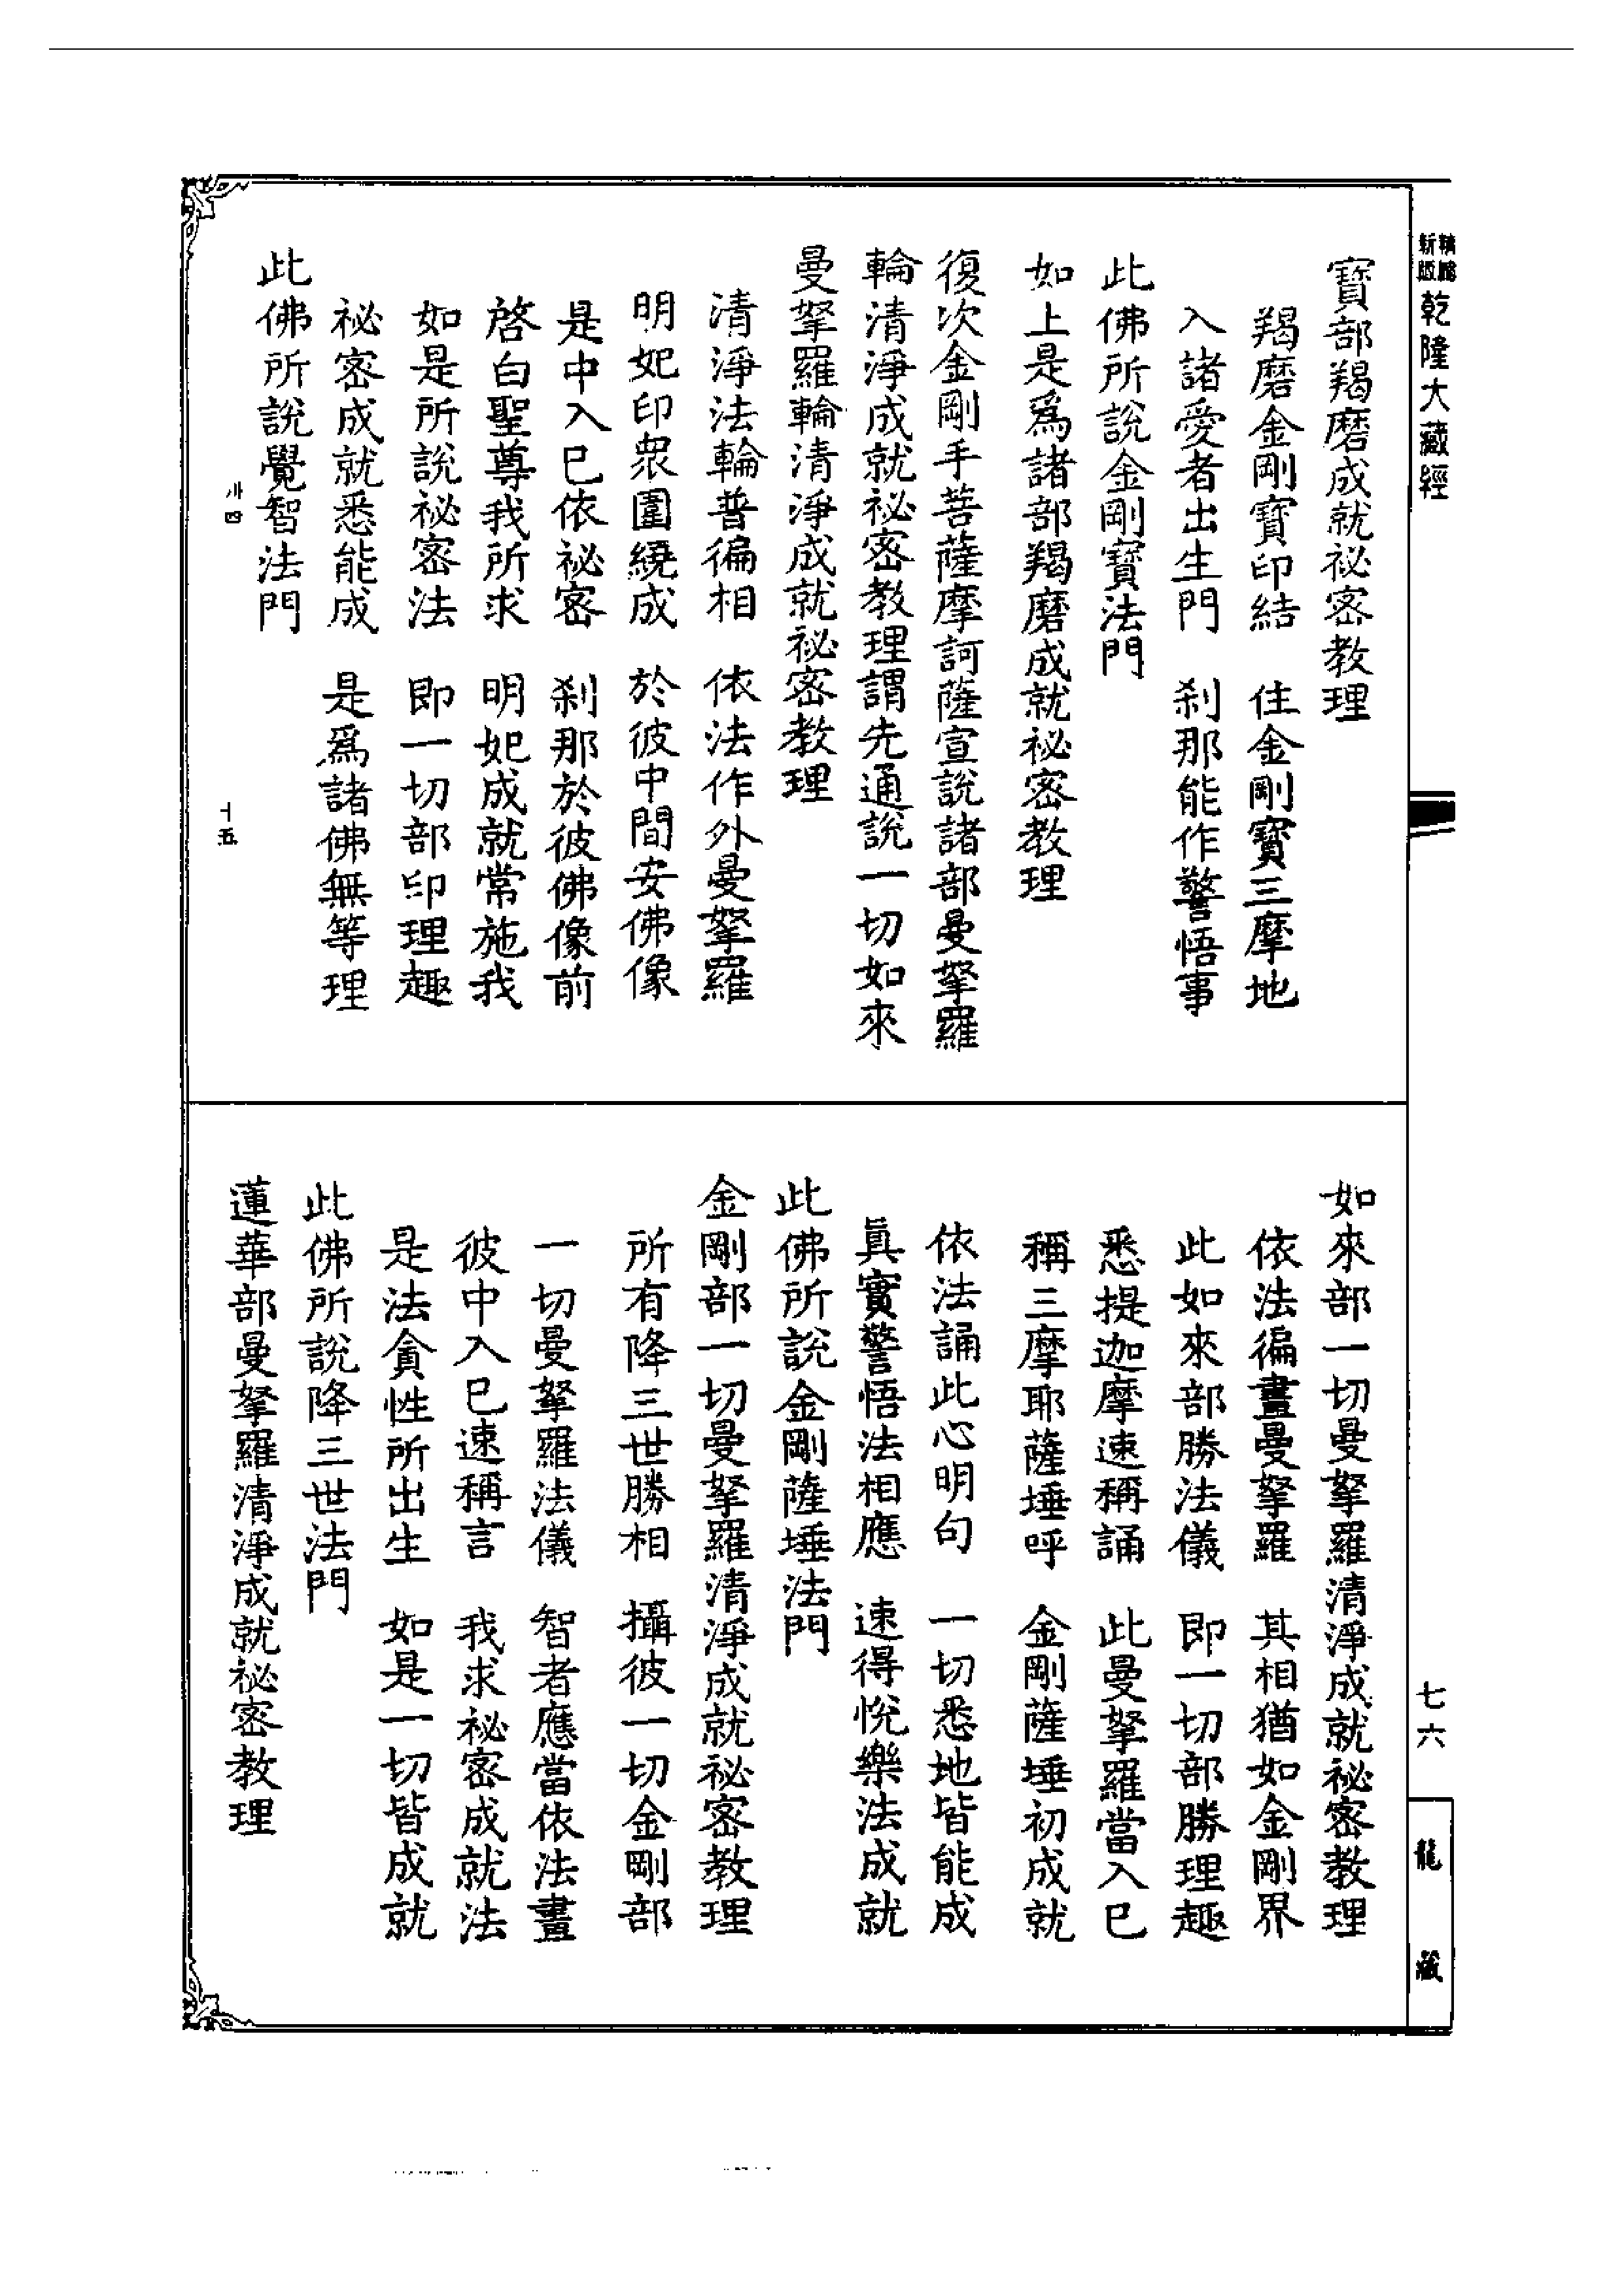 新版
精縮
乾隆大藏經
七六
龍藏
寶部羯磨成就祕密教理
羯磨金剛寶印結　住金剛寶三摩地
入諸愛者出生門　刹那能作警悟事
此佛所說金剛寶法門
如上是爲諸部羯磨成就祕密教理
復次金剛手菩薩摩訶薩宣說諸部曼拏羅
輪清淨成就祕密教理謂先通說一切如來
曼拏羅輪清淨成就祕密教理
清淨法輪普徧相　依法作外曼拏羅
明妃印衆圍繞成　於彼中間安佛像
是中入已依祕密　刹那於彼佛像前
啓白聖尊我所求　明妃成就常施我
如是所說祕密法　即一切部印理趣
祕密成就悉能成　是爲諸佛無等理
此佛所說覺智法門
卅四
十五
如來部一切曼拏羅清淨成就祕密教理
依法徧畫曼拏羅　其相猶如金剛界
此如來部勝法儀　即一切部勝理趣
悉提迦摩速稱誦　此曼拏羅當入已
稱三摩耶薩埵呼　金剛薩埵初成就
依法誦此心明句　一切悉地皆能成
眞實警悟法相應　速得悅樂法成就
此佛所說金剛薩埵法門
金剛部一切曼拏羅清淨成就祕密教理
所有降三世勝相　攝彼一切金剛部
一切曼拏羅法儀　智者應當依法畫
彼中入已速稱言　我求祕密成就法
是法貪性所出生　如是一切皆成就
此佛所說降三世法門
蓮華部曼拏羅清淨成就祕密教理